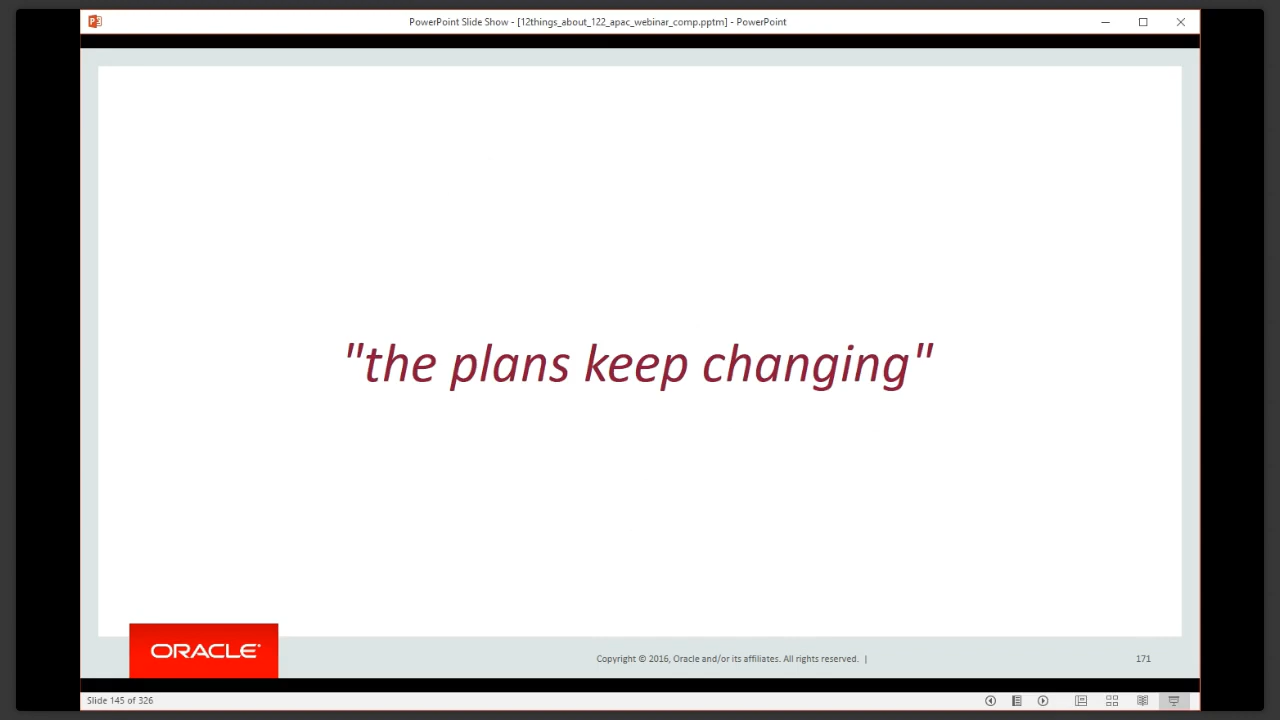 PowerPoint Slide Show - [12things_about_122_apac_webinar_comp.pptm] - PowerPoint
"the plans keep changing"
ORACLE
Copyright © 2016, Oracle and/or its affiliates. All rights reserved. |
171
Slide 145 of 326